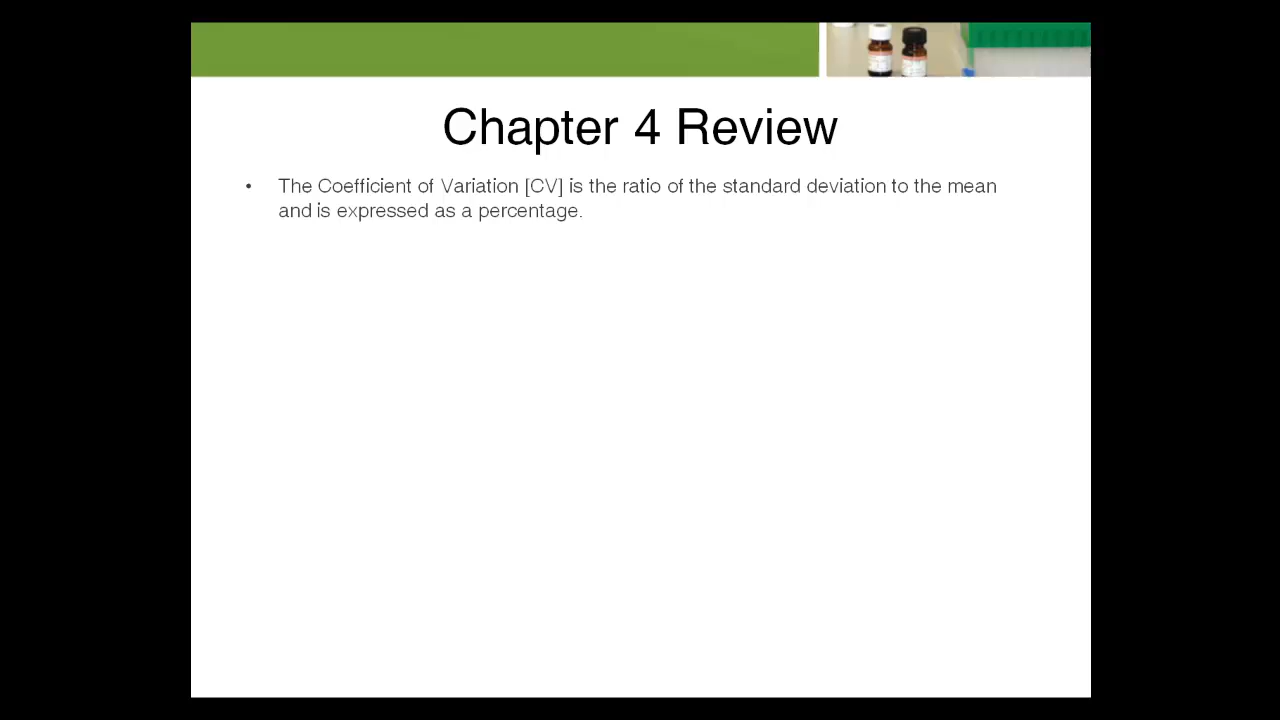 Chapter 4 Review
• The Coefficient of Variation [CV] is the ratio of the standard deviation to the mean
and is expressed as a percentage.